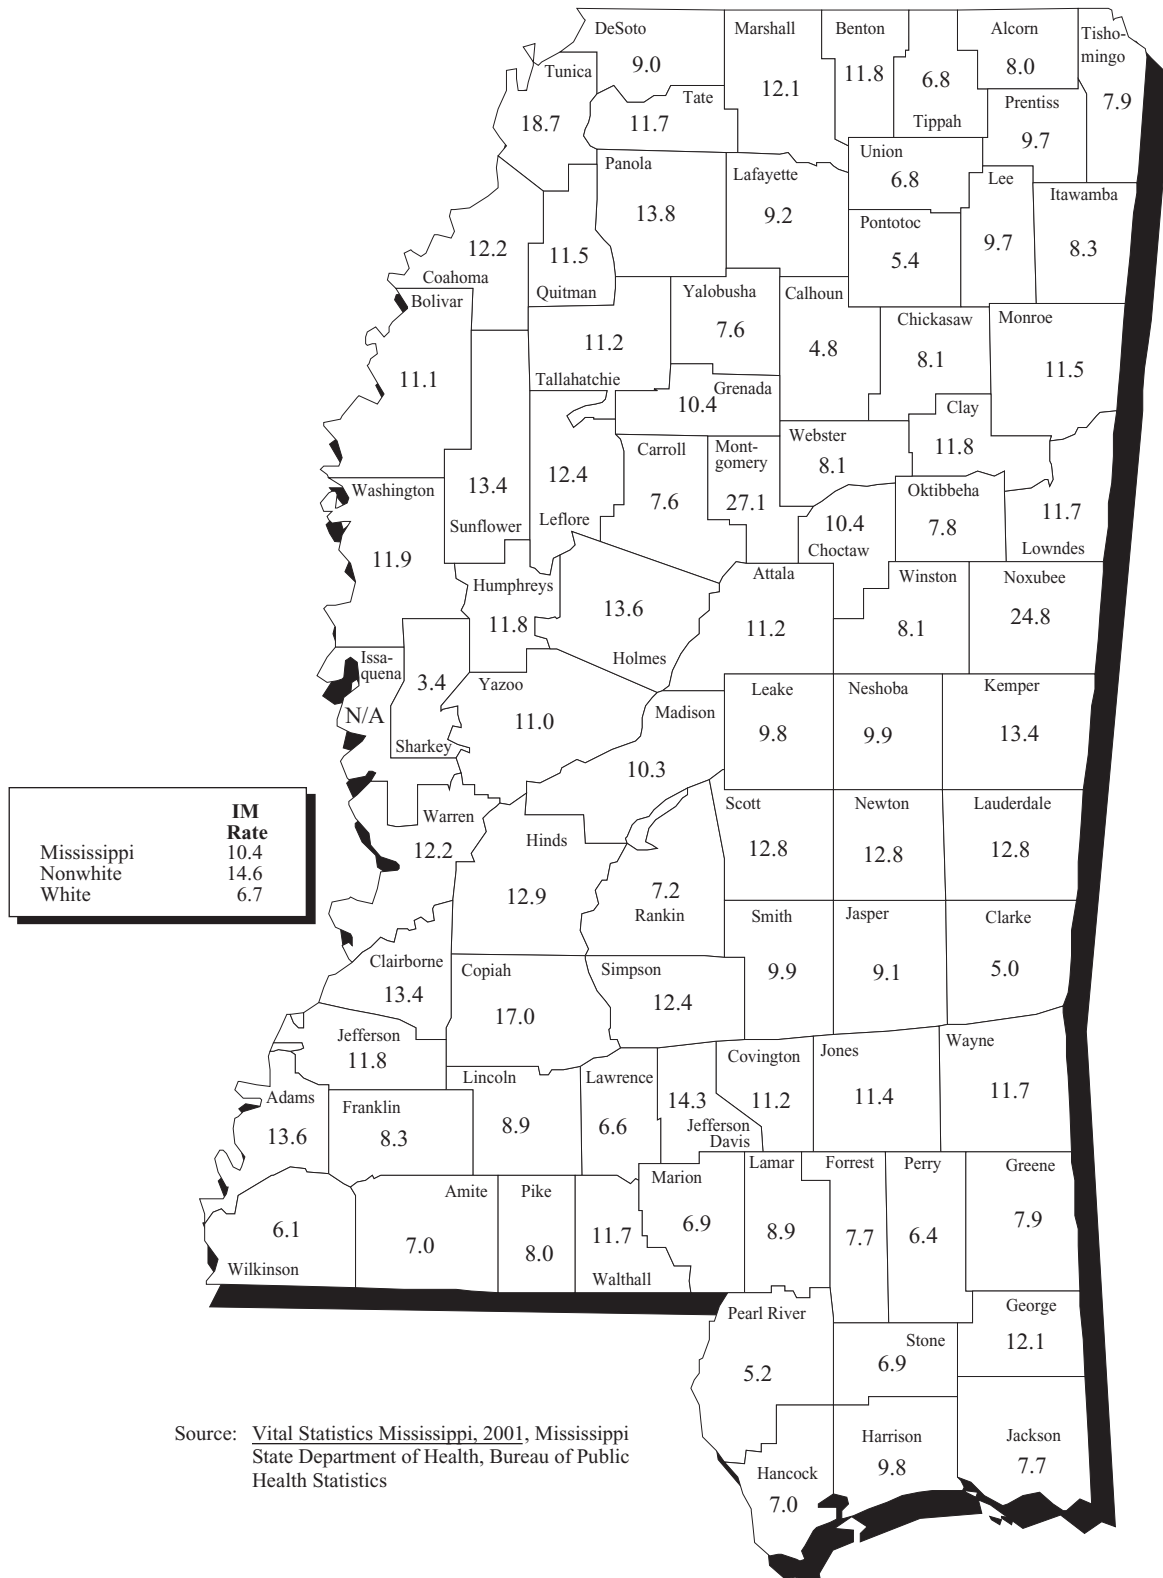 DeSoto
9.0
Marshall
12.1
Benton
11.8
6.8
Tippah
Alcorn
8.0
Tisho-
mingo
7.9
Tunica
18.7
Tate
11.7
Prentiss
9.7
Union
6.8
Panola
13.8
Lafayette
9.2
Lee
9.7
Itawamba
8.3
Pontotoc
5.4
12.2
Coahoma
11.5
Quitman
Bolivar
11.1
11.2
Tallahatchie
Yalobusha
7.6
Calhoun
4.8
Chickasaw
8.1
Monroe
11.5
Grenada
10.4
Clay
11.8
Webster
8.1
Carroll
7.6
Mont-
gomery
27.1
12.4
Leflore
13.4
Sunflower
Washington
11.9
10.4
Choctaw
Oktibbeha
7.8
11.7
Lowndes
Humphreys
11.8
13.6
Holmes
Attala
11.2
Winston
8.1
Noxubee
24.8
Issa-
quena
N/A
3.4
Sharkey
Yazoo
11.0
Madison
10.3
Leake
9.8
Neshoba
9.9
Kemper
13.4
Warren
12.2
Hinds
12.9
7.2
Rankin
Scott
12.8
Newton
12.8
Lauderdale
12.8
IM
Rate
Mississippi 10.4
Nonwhite 14.6
White 6.7
Smith
9.9
Jasper
9.1
Clarke
5.0
Clairborne
13.4
Copiah
17.0
Simpson
12.4
Jefferson
11.8
Adams
13.6
Franklin
8.3
Lincoln
8.9
Lawrence
6.6
14.3
Jefferson
Davis
Covington
11.2
Jones
11.4
Wayne
11.7
6.1
Wilkinson
Amite
7.0
Pike
8.0
11.7
Walthall
Marion
6.9
Lamar
8.9
Forrest
7.7
Perry
6.4
Greene
7.9
Pearl River
5.2
Stone
6.9
George
12.1
Hancock
7.0
Harrison
9.8
Jackson
7.7
Source: Vital Statistics Mississippi, 2001, Mississippi
State Department of Health, Bureau of Public
Health Statistics